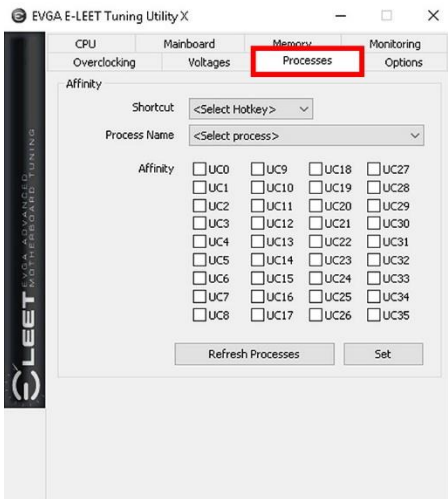 EVGA E-LEET Tuning Utility X
CPU Mainboard Memory Monitoring
Overclocking Voltages Processes Options
Affinity
Shortcut <Select Hotkey>
Process Name <Select process>
Affinity UC0 UC9 UC18 UC27
UC1 UC10 UC19 UC28
UC2 UC11 UC20 UC29
UC3 UC12 UC21 UC30
UC4 UC13 UC22 UC31
UC5 UC14 UC23 UC32
UC6 UC15 UC24 UC33
UC7 UC16 UC25 UC34
UC8 UC17 UC26 UC35
Refresh Processes Set
E-LEET EVGA ADVANCED
MOTHERBOARD TUNING